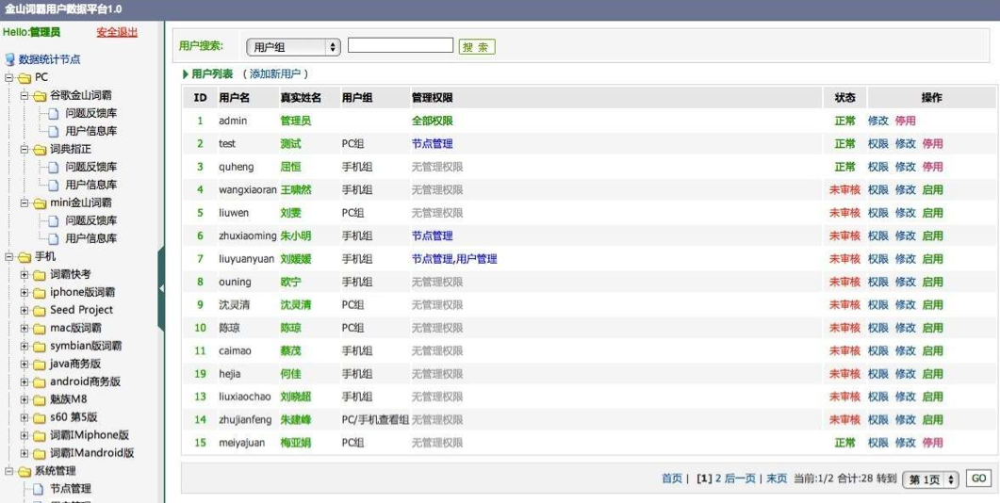 金山词霸用户数据平台1.0
Hello:管理员 安全退出
数据统计节点
PC
谷歌金山词霸
问题反馈库
用户信息库
词典指正
问题反馈库
用户信息库
mini金山词霸
问题反馈库
用户信息库
手机
词霸快考
iphone版词霸
Seed Project
mac版词霸
symbian版词霸
java商务版
android商务版
魅族M8
s60 第5版
词霸IMiphone版
词霸IMandroid版
系统管理
节点管理
用户搜索: 用户组 搜 索
用户列表 ( 添加新用户 )
ID 用户名 真实姓名 用户组 管理权限 状态 操作
1 admin 管理员 全部权限 正常 修改 停用
2 test 测试 PC组 节点管理 正常 权限 修改 停用
3 quheng 屈恒 手机组 无管理权限 正常 权限 修改 停用
4 wangxiaoran 王啸然 手机组 无管理权限 未审核 权限 修改 启用
5 liuwen 刘雯 PC组 无管理权限 未审核 权限 修改 启用
6 zhuxiaoming 朱小明 手机组 节点管理 未审核 权限 修改 启用
7 liuyuanyuan 刘媛媛 手机组 节点管理,用户管理 未审核 权限 修改 启用
8 ouning 欧宁 手机组 无管理权限 未审核 权限 修改 启用
9 沈灵清 沈灵清 PC组 无管理权限 未审核 权限 修改 启用
10 陈琼 陈琼 PC组 无管理权限 未审核 权限 修改 启用
11 caimao 蔡茂 手机组 无管理权限 未审核 权限 修改 启用
19 hejia 何佳 手机组 无管理权限 未审核 权限 修改 启用
13 liuxiaochao 刘晓超 手机组 无管理权限 未审核 权限 修改 启用
14 zhujianfeng 朱建峰 PC/手机查看组 无管理权限 未审核 权限 修改 启用
15 meiyajuan 梅亚娟 PC组 无管理权限 正常 权限 修改 停用
首页 | [1] 2 后一页 | 末页 当前:1/2 合计:28 转到 第 1页 GO